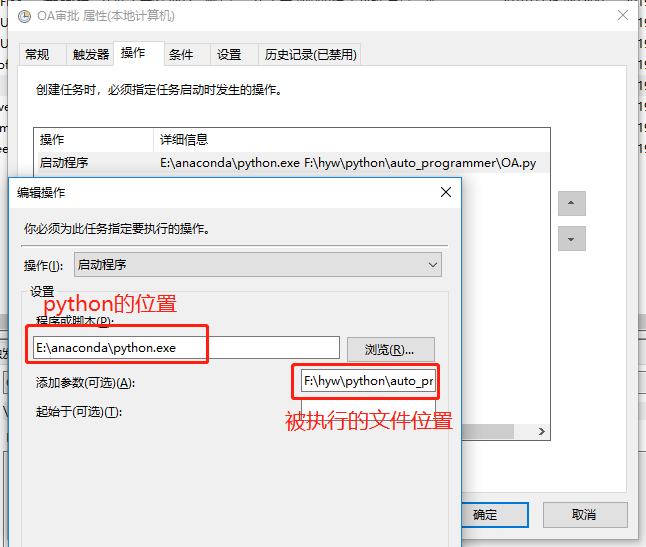 OA审批 属性(本地计算机)
常规 触发器 操作 条件 设置 历史记录(已禁用)
创建任务时，必须指定任务启动时发生的操作。
操作 详细信息
启动程序 E:\anaconda\python.exe F:\hyw\python\auto_programmer\OA.py
编辑操作
你必须为此任务指定要执行的操作。
操作(I): 启动程序
设置
python的位置
程序或脚本(P):
E:\anaconda\python.exe 浏览(R)...
添加参数(可选)(A): F:\hyw\python\auto_pr
起始于(可选)(T):
被执行的文件位置
确定 取消